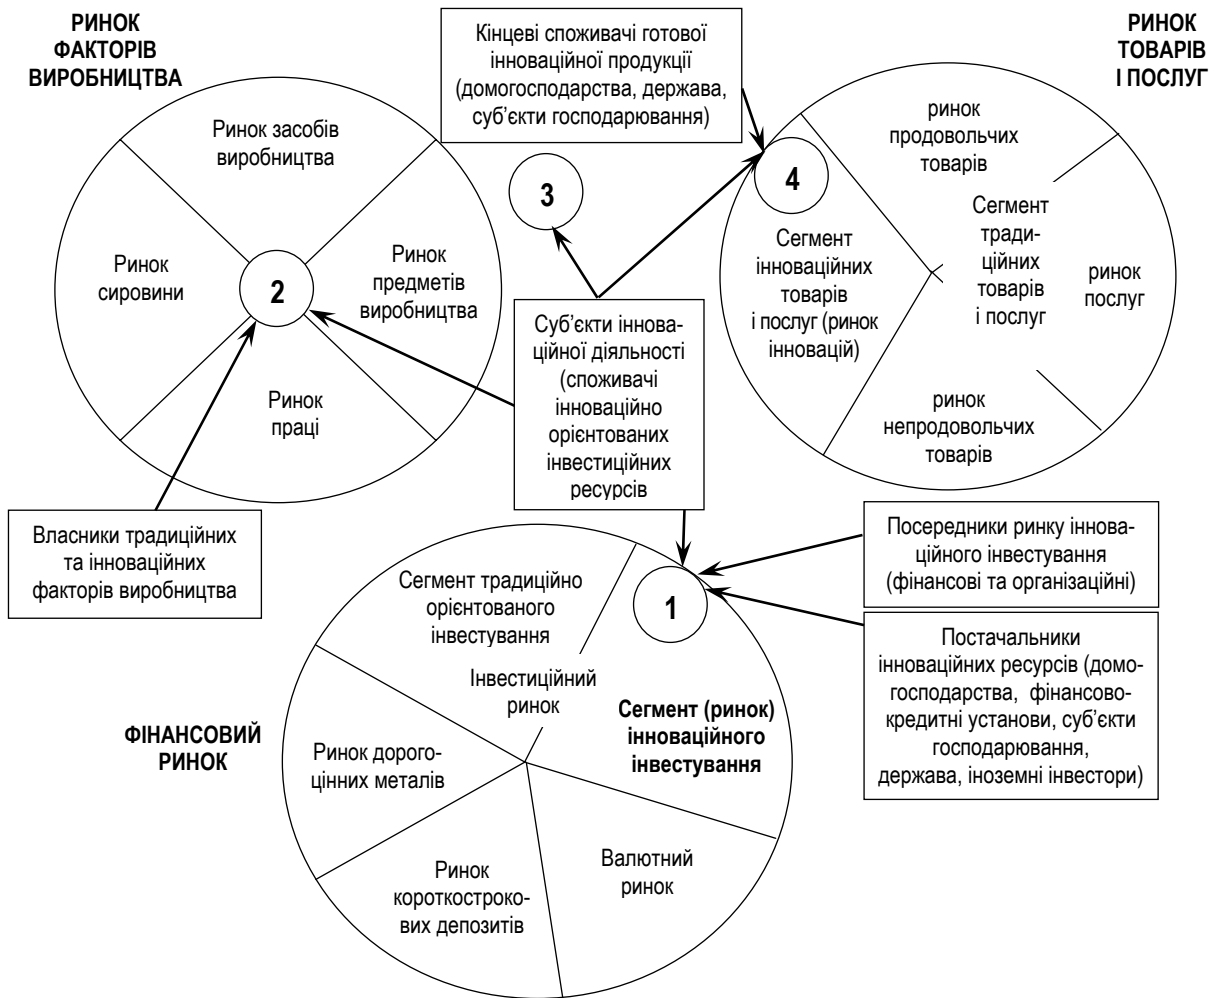 РИНОК
ФАКТОРІВ
ВИРОБНИЦТВА
Ринок засобів
виробництва
Ринок
сировини
2
Ринок
предметів
виробництва
Ринок
праці
Кінцеві споживачі готової
інноваційної продукції
(домогосподарства, держава,
суб’єкти господарювання)
3
РИНОК
ТОВАРІВ
І ПОСЛУГ
4
ринок
продовольчих
товарів
Сегмент
інноваційних
товарів
і послуг (ринок
інновацій)
Сегмент
тради-
ційних
товарів
і послуг
ринок
послуг
ринок
непродовольчих
товарів
Суб’єкти іннова-
ційної діяльності
(споживачі
інноваційно
орієнтованих
інвестиційних
ресурсів
Власники традиційних
та інноваційних
факторів виробництва
Посередники ринку іннова-
ційного інвестування
(фінансові та організаційні)
Постачальники
інноваційних ресурсів (домо-
господарства, фінансово-
кредитні установи, суб’єкти
господарювання,
держава, іноземні інвестори)
ФІНАНСОВИЙ
РИНОК
Сегмент традиційно
орієнтованого
інвестування
1
Інвестиційний
ринок
Сегмент (ринок)
інноваційного
інвестування
Ринок дорого-
цінних металів
Ринок
короткостроко-
вих депозитів
Валютний
ринок